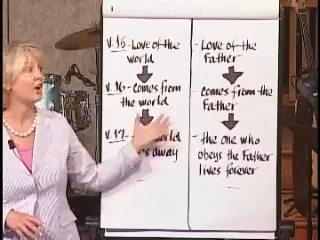 v. 15 - Love of the
world
v. 16 - comes from
the world
v. 17-
away
- Love of the
Father
- comes from the
Father
- the one who
obeys the Father
lives forever